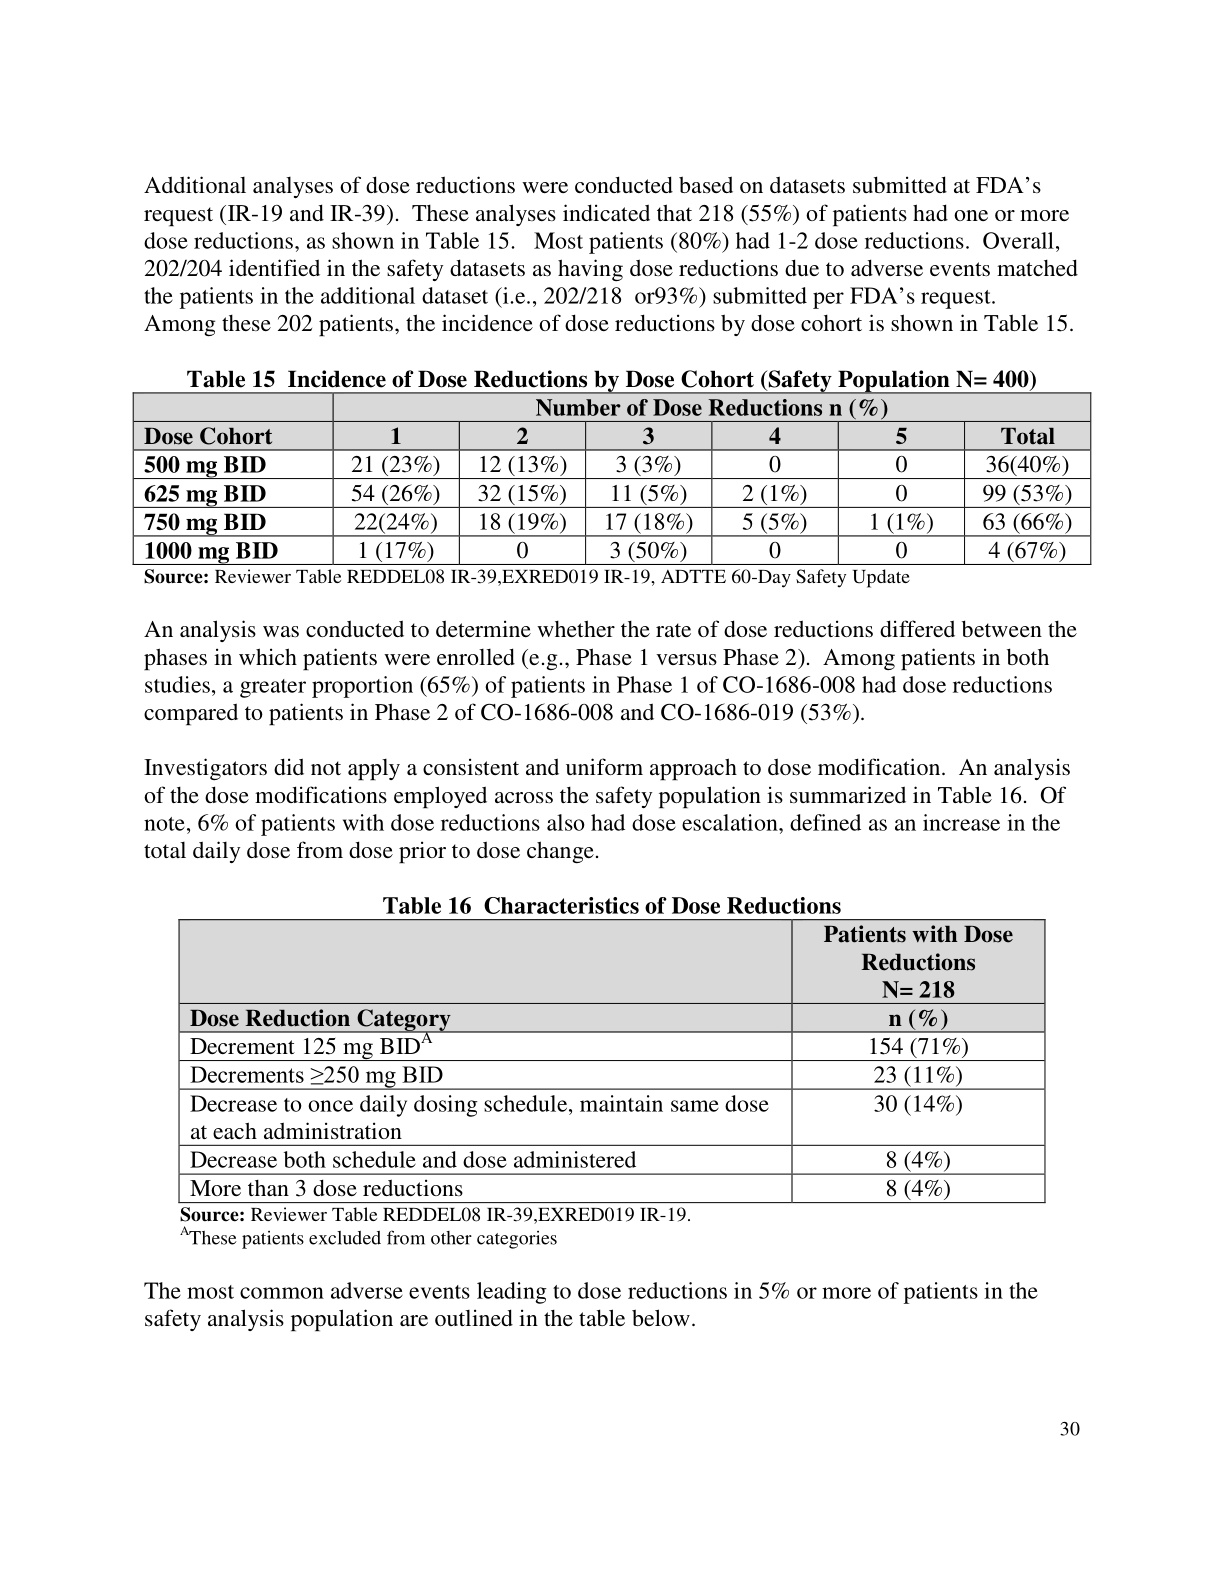 Additional analyses of dose reductions were conducted based on datasets submitted at FDA's
request (IR-19 and IR-39).  These analyses indicated that 218 (55%) of patients had one or more
dose reductions, as shown in Table 15.   Most patients (80%) had 1-2 dose reductions.  Overall,
202/204 identified in the safety datasets as having dose reductions due to adverse events matched
the patients in the additional dataset (i.e., 202/218  or93%) submitted per FDA's request.
Among these 202 patients, the incidence of dose reductions by dose cohort is shown in Table 15.
Table 15  Incidence of Dose Reductions by Dose Cohort (Safety Population N= 400)
Number of Dose Reductions n (%)
Dose Cohort 1 2 3 4 5 Total
500 mg BID 21 (23%) 12 (13%) 3 (3%) 0 0 36(40%)
625 mg BID 54 (26%) 32 (15%) 11 (5%) 2 (1%) 0 99 (53%)
750 mg BID 22(24%) 18 (19%) 17 (18%) 5 (5%) 1 (1%) 63 (66%)
1000 mg BID 1 (17%) 0 3 (50%) 0 0 4 (67%)
Source: Reviewer Table REDDEL08 IR-39,EXRED019 IR-19, ADTTE 60-Day Safety Update
An analysis was conducted to determine whether the rate of dose reductions differed between the
phases in which patients were enrolled (e.g., Phase 1 versus Phase 2).  Among patients in both
studies, a greater proportion (65%) of patients in Phase 1 of CO-1686-008 had dose reductions
compared to patients in Phase 2 of CO-1686-008 and CO-1686-019 (53%).
Investigators did not apply a consistent and uniform approach to dose modification.  An analysis
of the dose modifications employed across the safety population is summarized in Table 16.  Of
note, 6% of patients with dose reductions also had dose escalation, defined as an increase in the
total daily dose from dose prior to dose change.
Table 16  Characteristics of Dose Reductions
Patients with Dose
Reductions
N= 218
Dose Reduction Category n (%)
Decrement 125 mg BIDA 154 (71%)
Decrements ≥250 mg BID 23 (11%)
Decrease to once daily dosing schedule, maintain same dose 30 (14%)
at each administration
Decrease both schedule and dose administered 8 (4%)
More than 3 dose reductions 8 (4%)
Source: Reviewer Table REDDEL08 IR-39,EXRED019 IR-19.
AThese patients excluded from other categories
The most common adverse events leading to dose reductions in 5% or more of patients in the
safety analysis population are outlined in the table below.
30